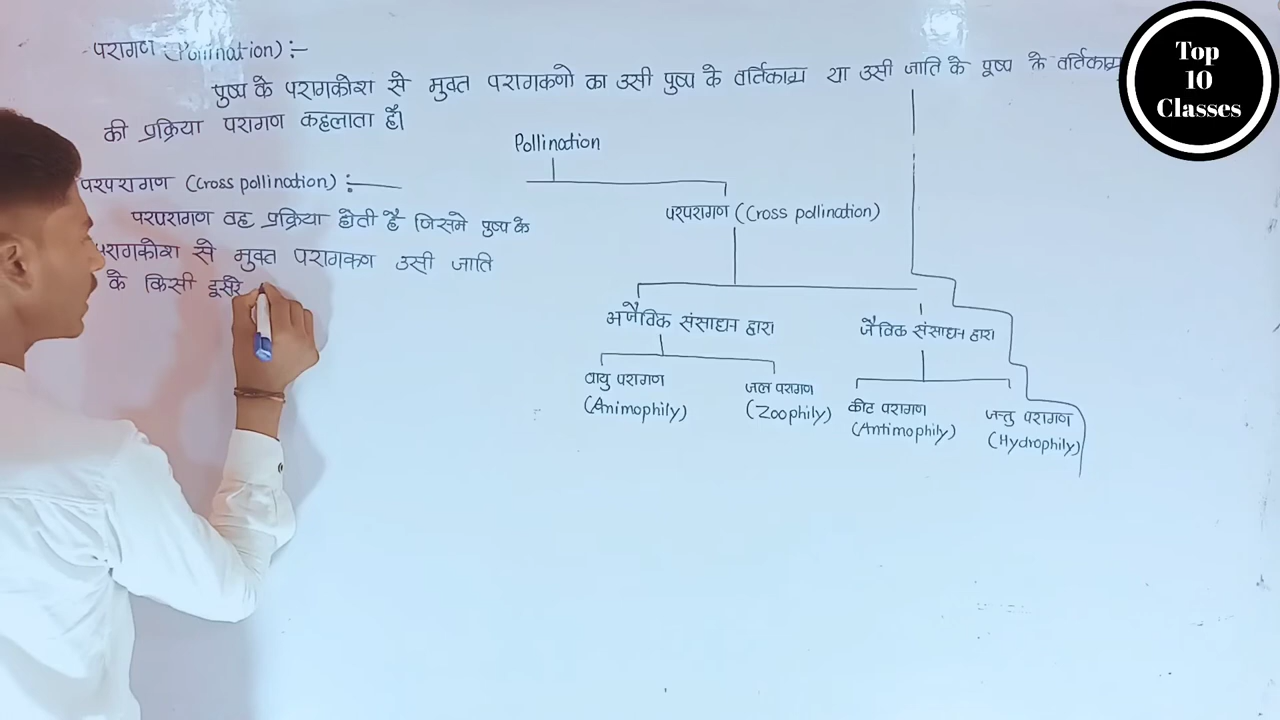 परागण (Pollination) :-
पुष्प के परागकोश से मुक्त परागकणो का उसी पुष्प के वर्तिकाग्र या उसी जाति के पुष्प के वर्तिकाग्र
की प्रक्रिया परागण कहलाता है।
Pollination
परपरागण (Cross pollination) :-
परपरागण वह प्रक्रिया होती है जिसमे पुष्प के
परागकोश से मुक्त परागकण उसी जाति
के किसी दूसरे
परपरागण (Cross pollination)
अजैविक संसाधन द्वारा
जैविक संसाधन द्वारा
वायु परागण
(Animophily)
जल परागण
(Zoophily)
कीट परागण
(Antimophily)
जन्तु परागण
(Hydrophily)
Top
10
Classes